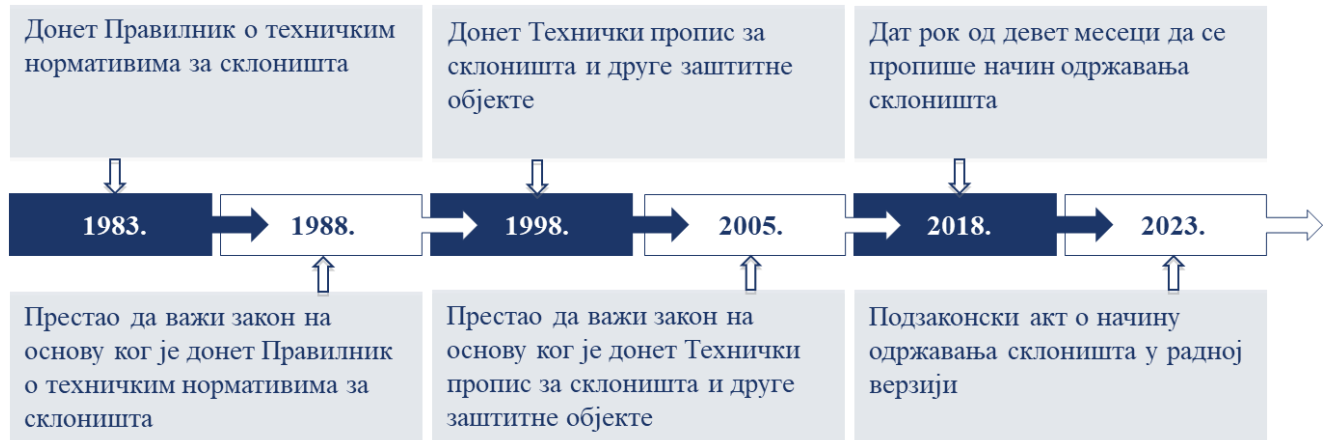 Донет Правилник о техничким
нормативима за склоништа
Донет Технички пропис за
склоништа и друге заштитне
објекте
Дат рок од девет месеци да се
пропише начин одржавања
склоништа
1983.
1988.
1998.
2005.
2018.
2023.
Престао да важи закон на
основу ког је донет Правилник
о техничким нормативима за
склоништа
Престао да важи закон на
основу ког је донет Технички
пропис за склоништа и друге
заштитне објекте
Подзаконски акт о начину
одржавања склоништа у радној
верзији